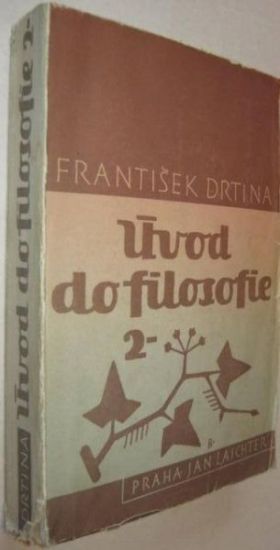 FRANTIŠEK DRTINA
Úvod
do filosofie
2-
B.
PRAHA JAN LAICHTER
DRTINA Úvod do filosofie 2-